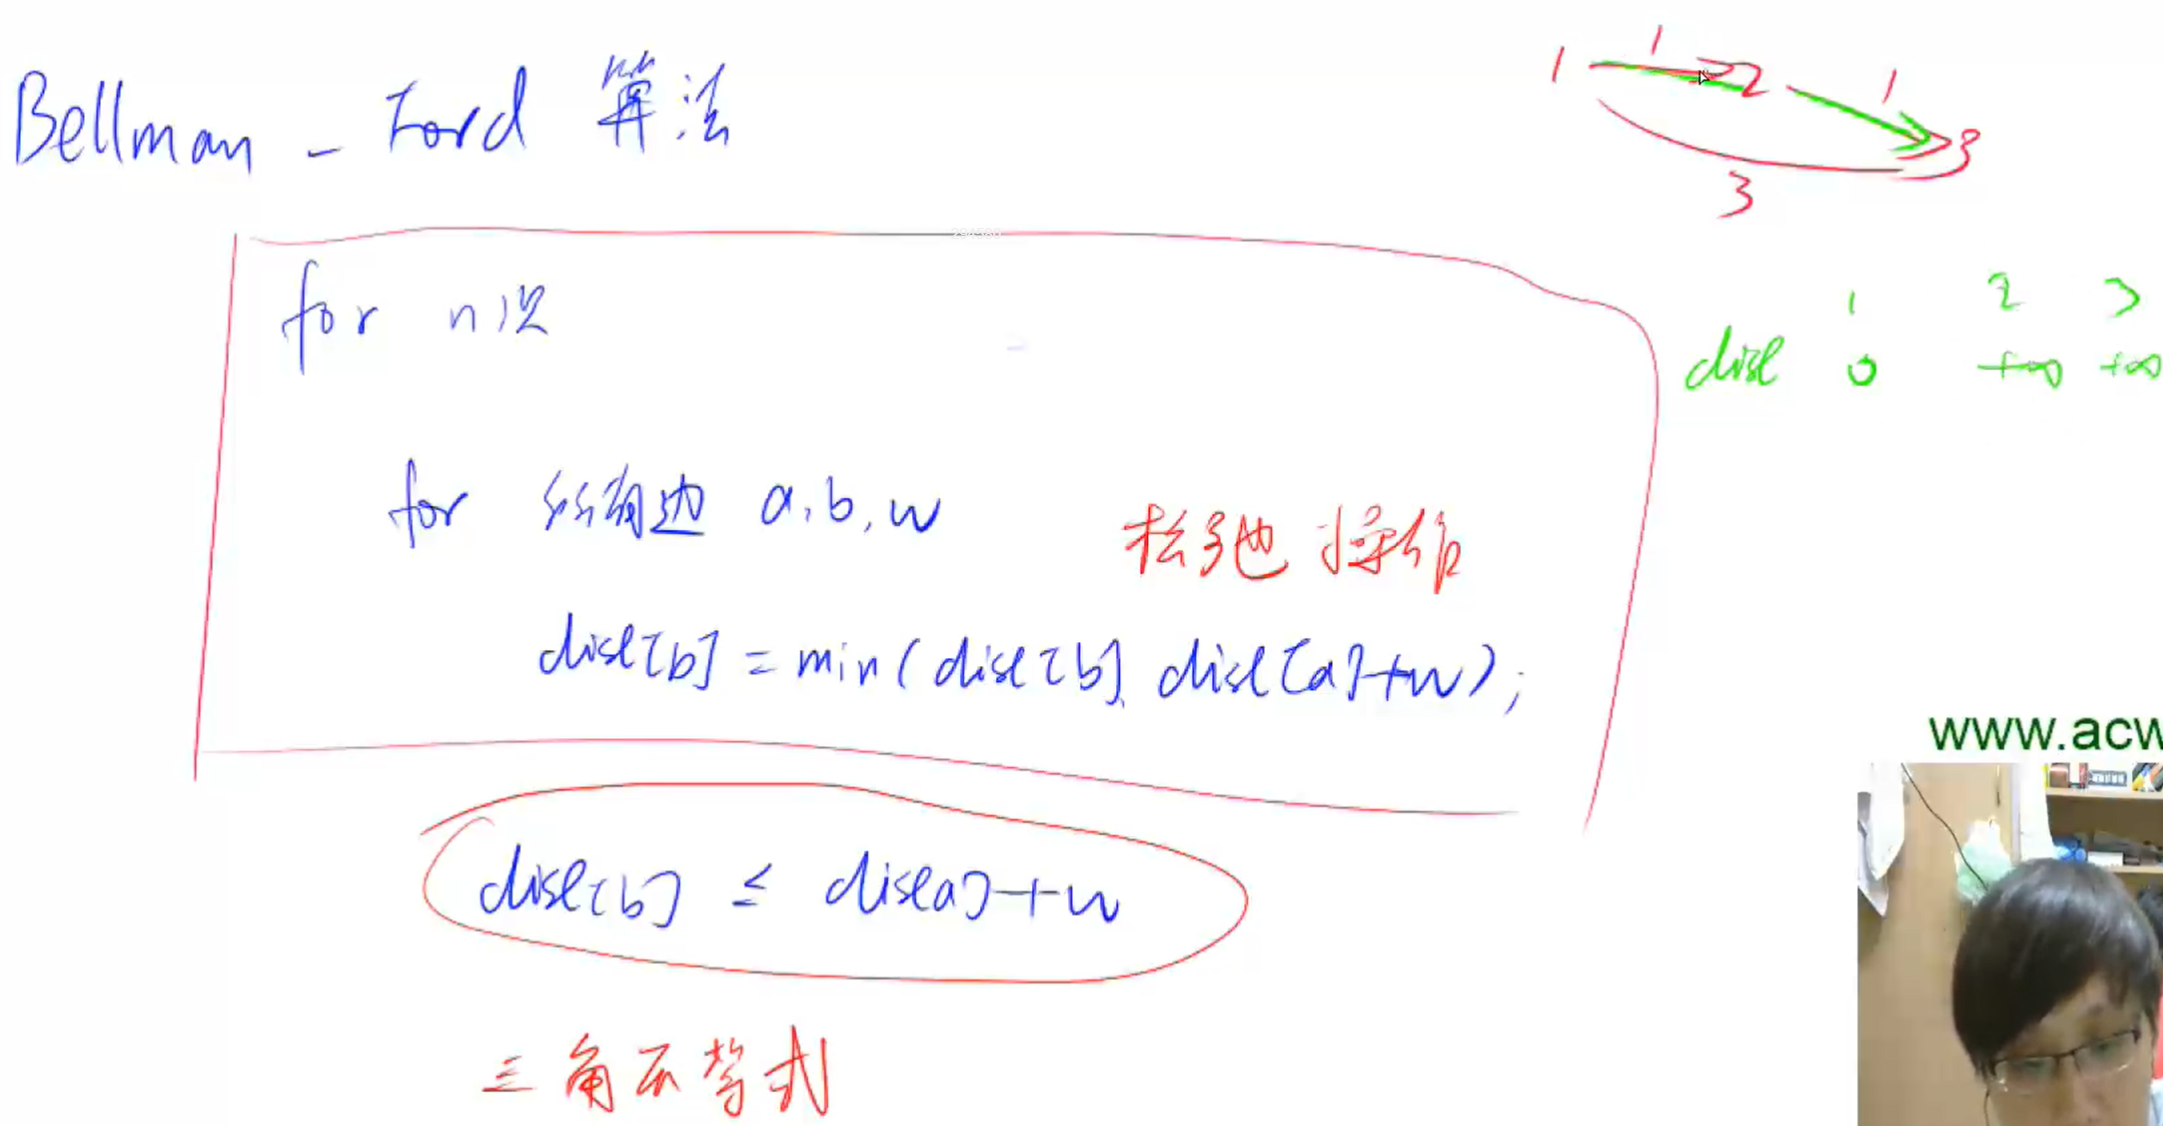 Bellman - Ford 算法
1 1 2 1 3
3
for n次
1 2 3
dist 0 +∞ +∞
for 所有边 a,b,w
松弛 操作
dist[b] = min(dist[b], dist[a]+w);
www.acw
dist[b] ≤ dist[a]+w
三角不等式